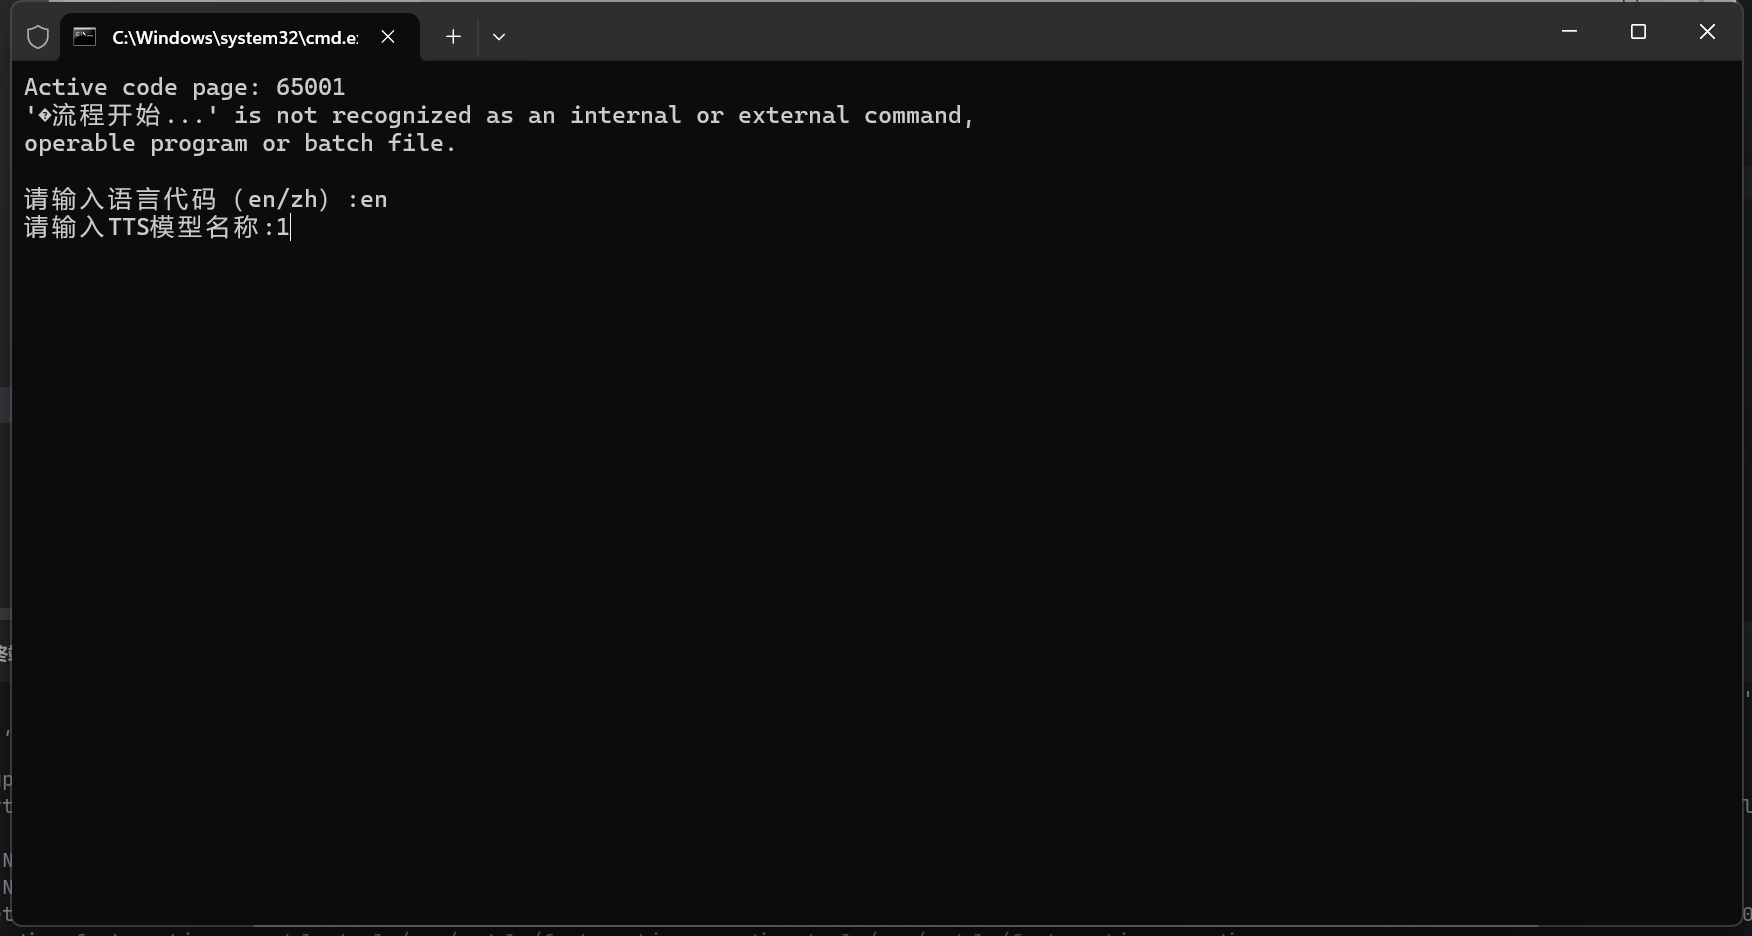 C:\Windows\system32\cmd.e
Active code page: 65001
'�流程开始...' is not recognized as an internal or external command,
operable program or batch file.
请输入语言代码 (en/zh) :en
请输入TTS模型名称:1